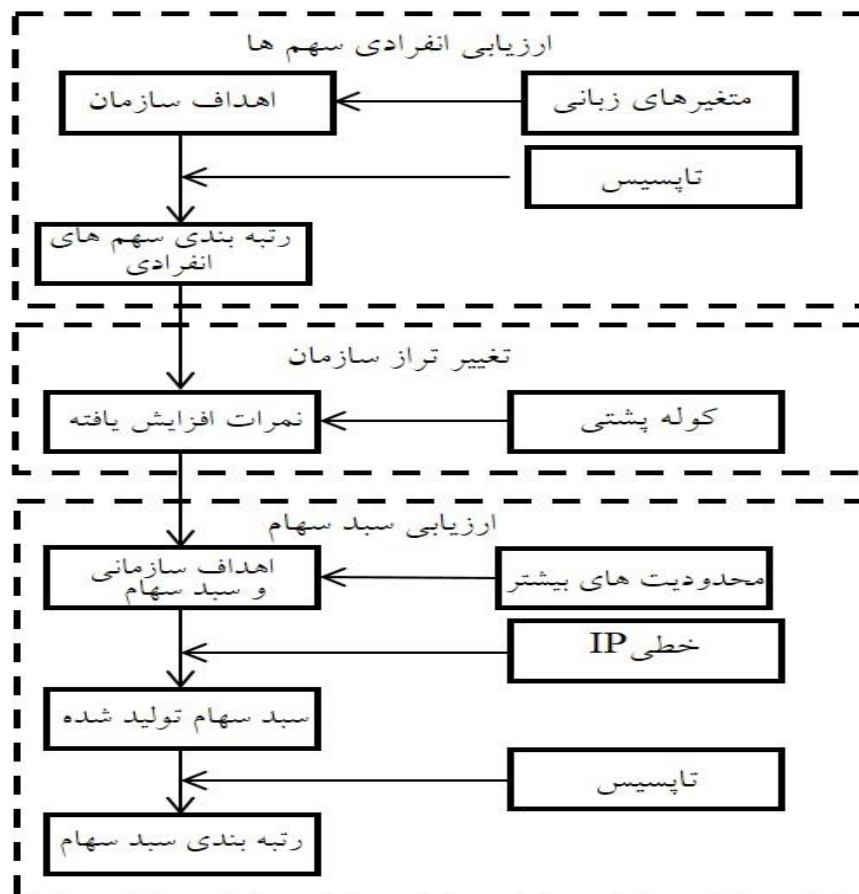 ارزیابی انفرادی سهم ها
متغیرهای زبانی
اهداف سازمان
تاپسیس
رتبه بندی سهم های
انفرادی
تغییر تراز سازمان
کوله پشتی
نمرات افزایش یافته
ارزیابی سبد سهام
محدودیت های بیشتر
اهداف سازمانی
و سبد سهام
خطی IP
سبد سهام تولید شده
تاپسیس
رتبه بندی سبد سهام